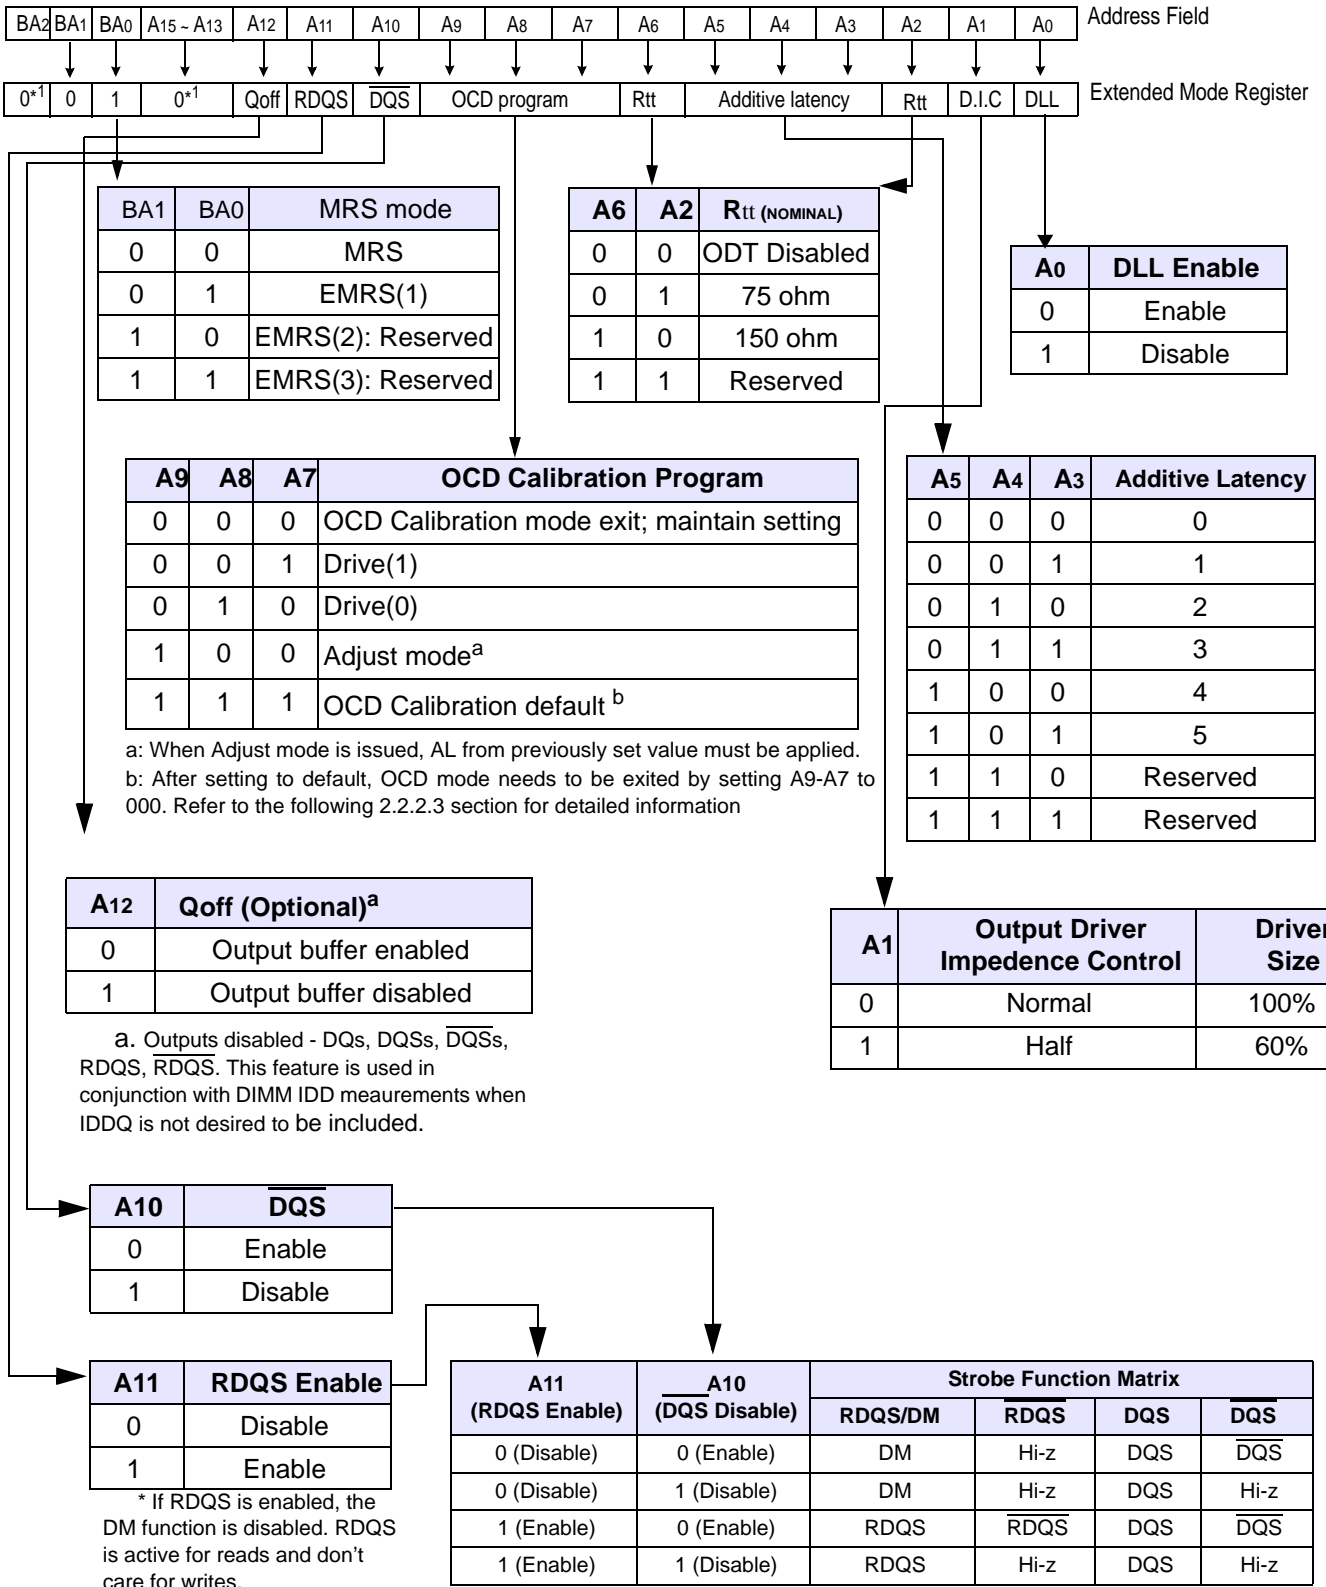 BA2 BA1 BA0 A15 ~ A13 A12 A11 A10 A9 A8 A7 A6 A5 A4 A3 A2 A1 A0 Address Field
0*1 0 1 0*1 Qoff RDQS DQS OCD program Rtt Additive latency Rtt D.I.C DLL Extended Mode Register
BA1 BA0 MRS mode
0 0 MRS
0 1 EMRS(1)
1 0 EMRS(2): Reserved
1 1 EMRS(3): Reserved
A6 A2 Rtt (NOMINAL)
0 0 ODT Disabled
0 1 75 ohm
1 0 150 ohm
1 1 Reserved
A0 DLL Enable
0 Enable
1 Disable
A9 A8 A7 OCD Calibration Program
0 0 0 OCD Calibration mode exit; maintain setting
0 0 1 Drive(1)
0 1 0 Drive(0)
1 0 0 Adjust modea
1 1 1 OCD Calibration default b
a: When Adjust mode is issued, AL from previously set value must be applied.
b: After setting to default, OCD mode needs to be exited by setting A9-A7 to
000. Refer to the following 2.2.2.3 section for detailed information
A5 A4 A3 Additive Latency
0 0 0 0
0 0 1 1
0 1 0 2
0 1 1 3
1 0 0 4
1 0 1 5
1 1 0 Reserved
1 1 1 Reserved
A12 Qoff (Optional)a
0 Output buffer enabled
1 Output buffer disabled
a. Outputs disabled - DQs, DQSs, DQSs,
RDQS, RDQS. This feature is used in
conjunction with DIMM IDD meaurements when
IDDQ is not desired to be included.
A1 Output Driver Impedence Control Driver Size
0 Normal 100%
1 Half 60%
A10 DQS
0 Enable
1 Disable
A11 RDQS Enable
0 Disable
1 Enable
* If RDQS is enabled, the
DM function is disabled. RDQS
is active for reads and don't
care for writes.
A11 (RDQS Enable) A10 (DQS Disable) Strobe Function Matrix
RDQS/DM RDQS DQS DQS
0 (Disable) 0 (Enable) DM Hi-z DQS DQS
0 (Disable) 1 (Disable) DM Hi-z DQS Hi-z
1 (Enable) 0 (Enable) RDQS RDQS DQS DQS
1 (Enable) 1 (Disable) RDQS Hi-z DQS Hi-z